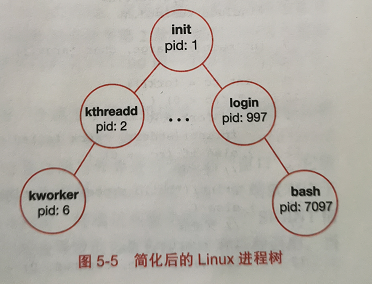 init
pid: 1
kthreadd
pid: 2
...
login
pid: 997
kworker
pid: 6
bash
pid: 7097
图 5-5 简化后的 Linux 进程树